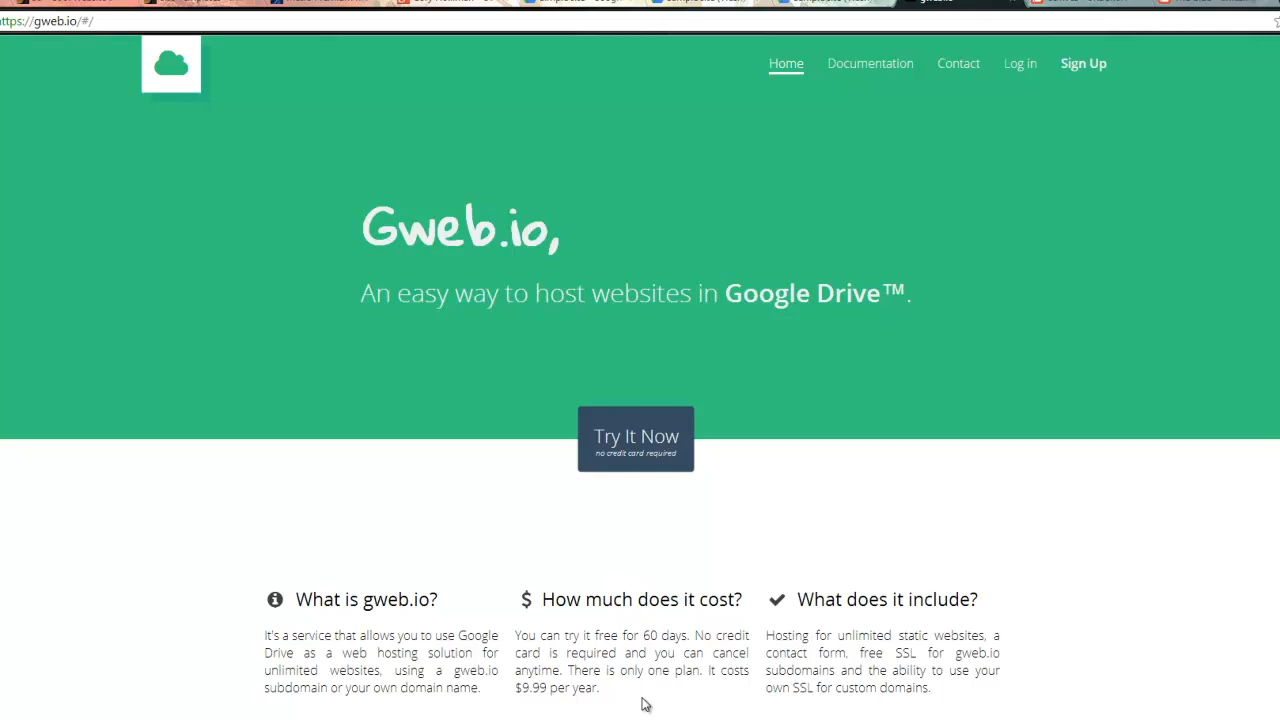 https://gweb.io/#/
Home Documentation Contact Log in Sign Up
Gweb.io,
An easy way to host websites in Google Drive™.
Try It Now
no credit card required
What is gweb.io?
It's a service that allows you to use Google
Drive as a web hosting solution for
unlimited websites, using a gweb.io
subdomain or your own domain name.
How much does it cost?
You can try it free for 60 days. No credit
card is required and you can cancel
anytime. There is only one plan. It costs
$9.99 per year.
What does it include?
Hosting for unlimited static websites, a
contact form, free SSL for gweb.io
subdomains and the ability to use your
own SSL for custom domains.